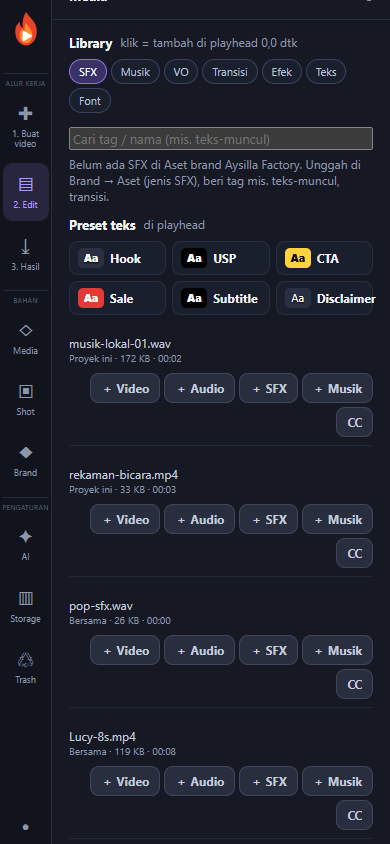 Library klik = tambah di playhead 0,0 dtk
SFX Musik VO Transisi Efek Teks
Font
Cari tag / nama (mis. teks-muncul)
Belum ada SFX di Aset brand Aysilla Factory. Unggah di
Brand → Aset (jenis SFX), beri tag mis. teks-muncul,
transisi.
Preset teks di playhead
Aa Hook Aa USP Aa CTA
Aa Sale Aa Subtitle Aa Disclaimer
musik-lokal-01.wav
Proyek ini · 172 KB · 00:02
+ Video + Audio + SFX + Musik
CC
rekaman-bicara.mp4
Proyek ini · 33 KB · 00:03
+ Video + Audio + SFX + Musik
CC
pop-sfx.wav
Bersama · 26 KB · 00:00
+ Video + Audio + SFX + Musik
CC
Lucy-8s.mp4
Bersama · 119 KB · 00:08
+ Video + Audio + SFX + Musik
CC
ALUR KERJA
1. Buat
video
2. Edit
3. Hasil
BAHAN
Media
Shot
Brand
PENGATURAN
AI
Storage
Trash